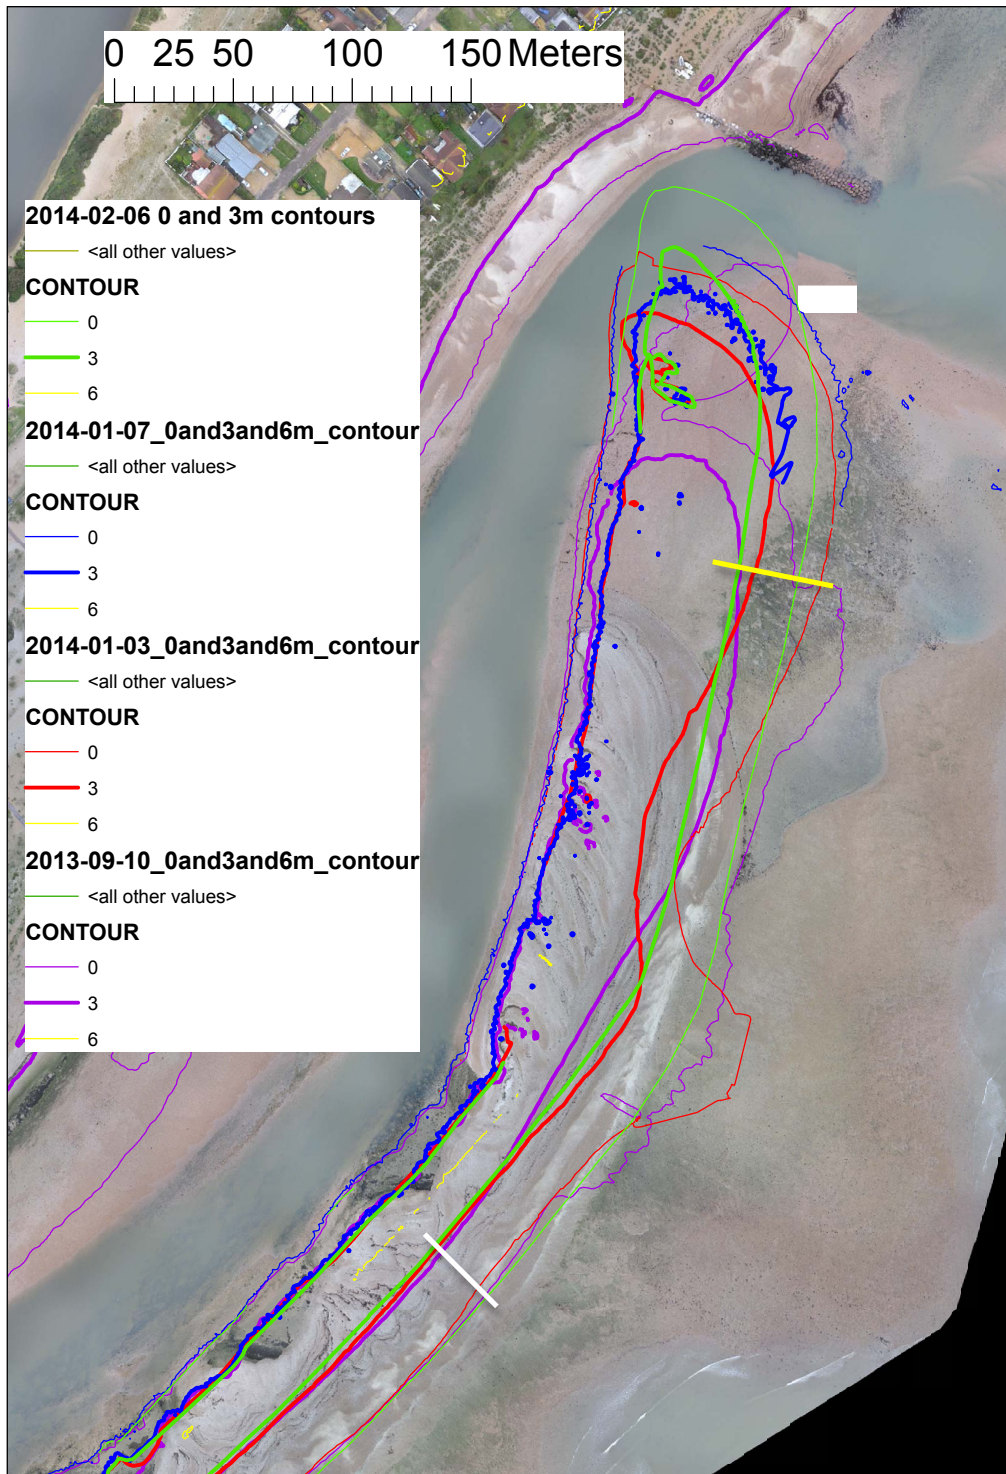 0 25 50 100 150 Meters
2014-02-06 0 and 3m contours
<all other values>
CONTOUR
0
3
6
2014-01-07_0and3and6m_contour
<all other values>
CONTOUR
0
3
6
2014-01-03_0and3and6m_contour
<all other values>
CONTOUR
0
3
6
2013-09-10_0and3and6m_contour
<all other values>
CONTOUR
0
3
6